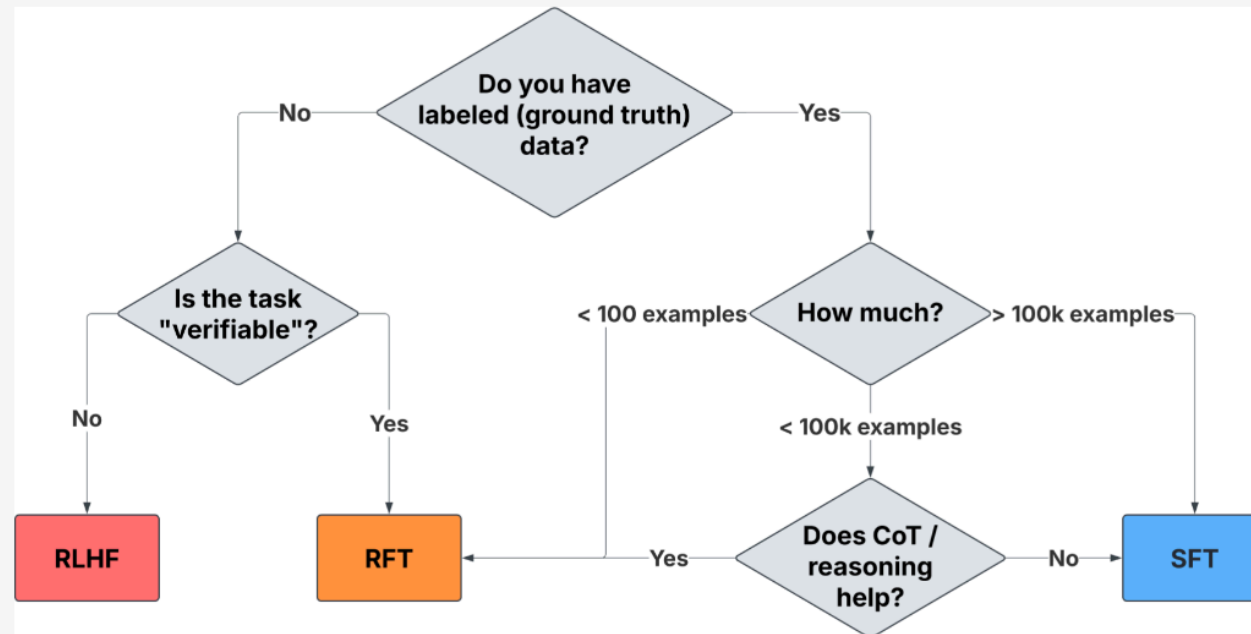 Do you have
labeled (ground truth)
data?
No
Yes
Is the task
"verifiable"?
< 100 examples
How much?
> 100k examples
No
Yes
< 100k examples
RLHF
RFT
Yes
Does CoT /
reasoning
help?
No
SFT